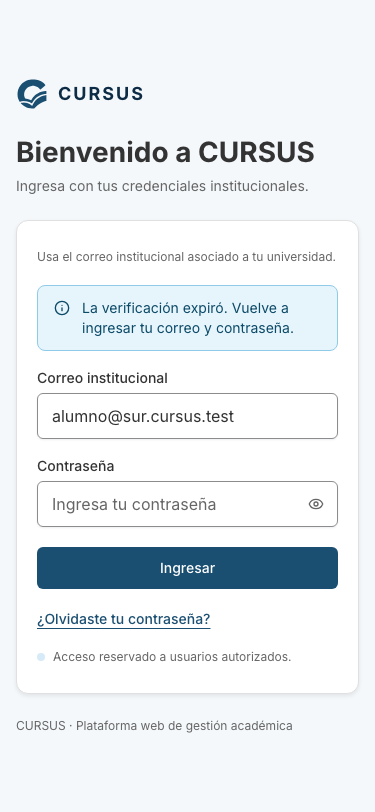 CURSUS
Bienvenido a CURSUS
Ingresa con tus credenciales institucionales.
Usa el correo institucional asociado a tu universidad.
La verificación expiró. Vuelve a
ingresar tu correo y contraseña.
Correo institucional
alumno@sur.cursus.test
Contraseña
Ingresa tu contraseña
Ingresar
¿Olvidaste tu contraseña?
Acceso reservado a usuarios autorizados.
CURSUS · Plataforma web de gestión académica